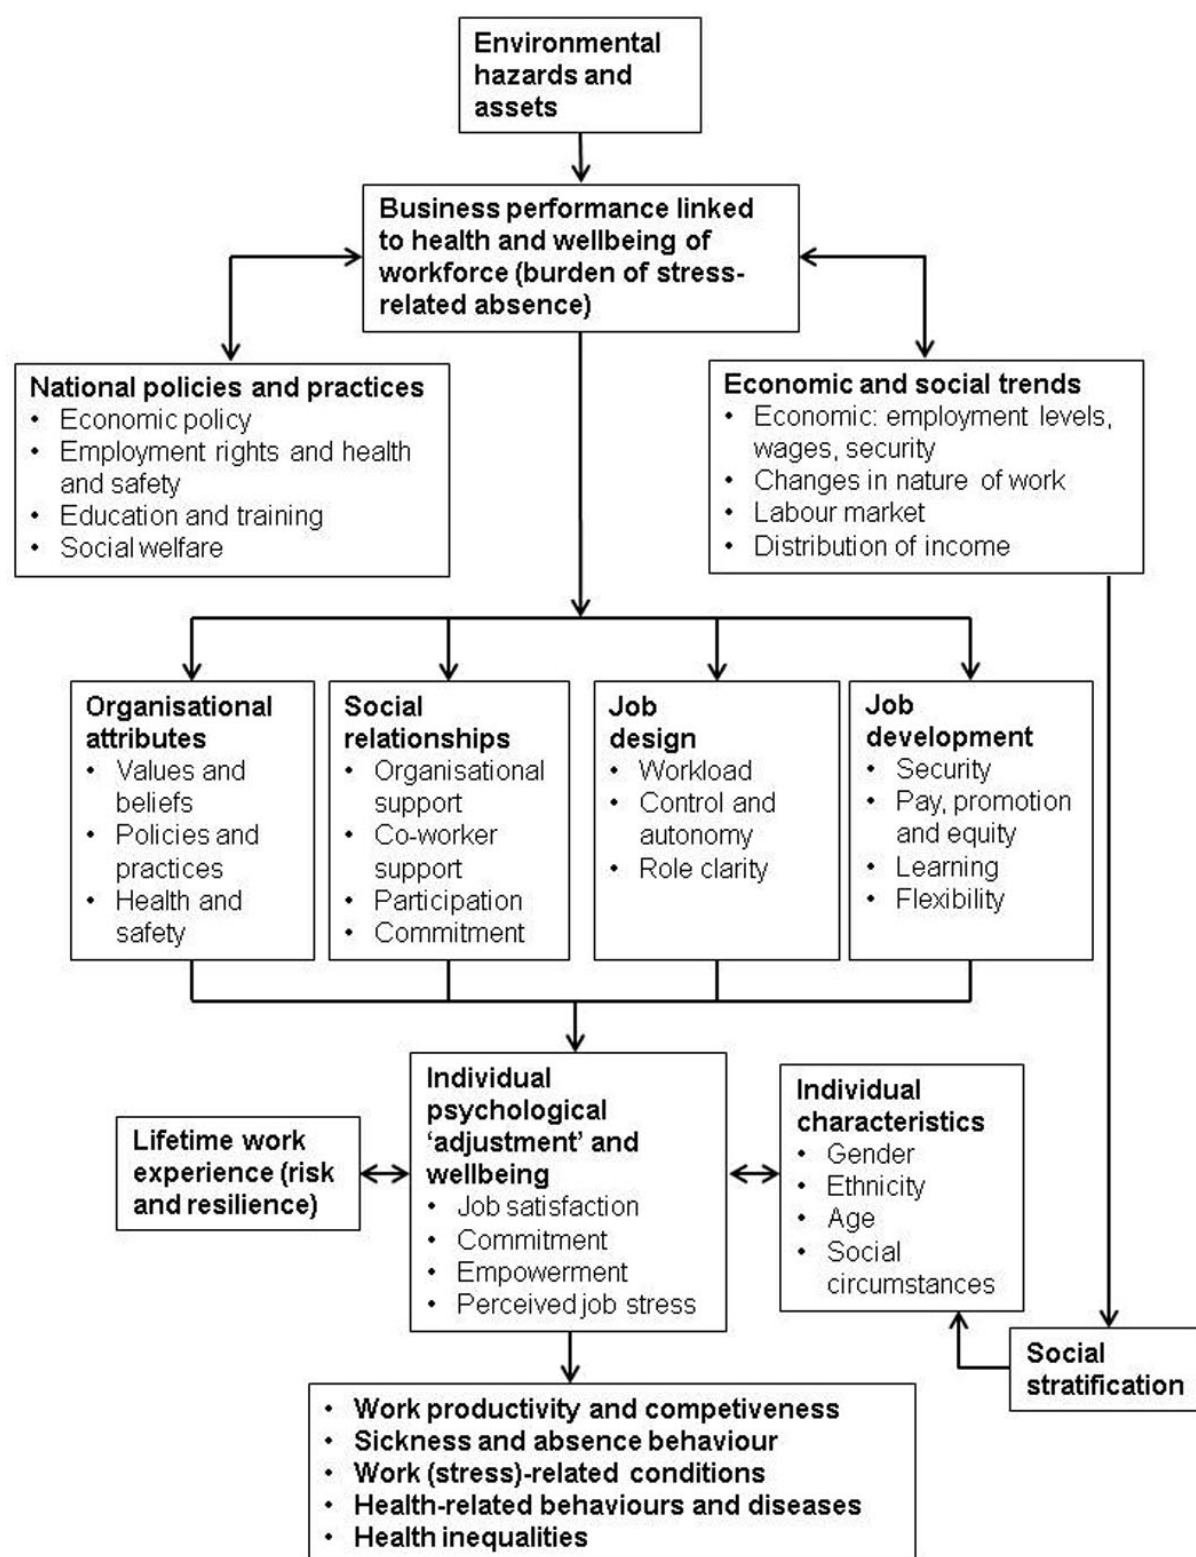 Environmental
hazards and
assets
Business performance linked
to health and wellbeing of
workforce (burden of stress-
related absence)
National policies and practices
• Economic policy
• Employment rights and health
and safety
• Education and training
• Social welfare
Economic and social trends
• Economic: employment levels,
wages, security
• Changes in nature of work
• Labour market
• Distribution of income
Organisational
attributes
• Values and
beliefs
• Policies and
practices
• Health and
safety
Social
relationships
• Organisational
support
• Co-worker
support
• Participation
• Commitment
Job
design
• Workload
• Control and
autonomy
• Role clarity
Job
development
• Security
• Pay, promotion
and equity
• Learning
• Flexibility
Lifetime work
experience (risk
and resilience)
Individual
psychological
‘adjustment’ and
wellbeing
• Job satisfaction
• Commitment
• Empowerment
• Perceived job stress
Individual
characteristics
• Gender
• Ethnicity
• Age
• Social
circumstances
Social
stratification
• Work productivity and competiveness
• Sickness and absence behaviour
• Work (stress)-related conditions
• Health-related behaviours and diseases
• Health inequalities